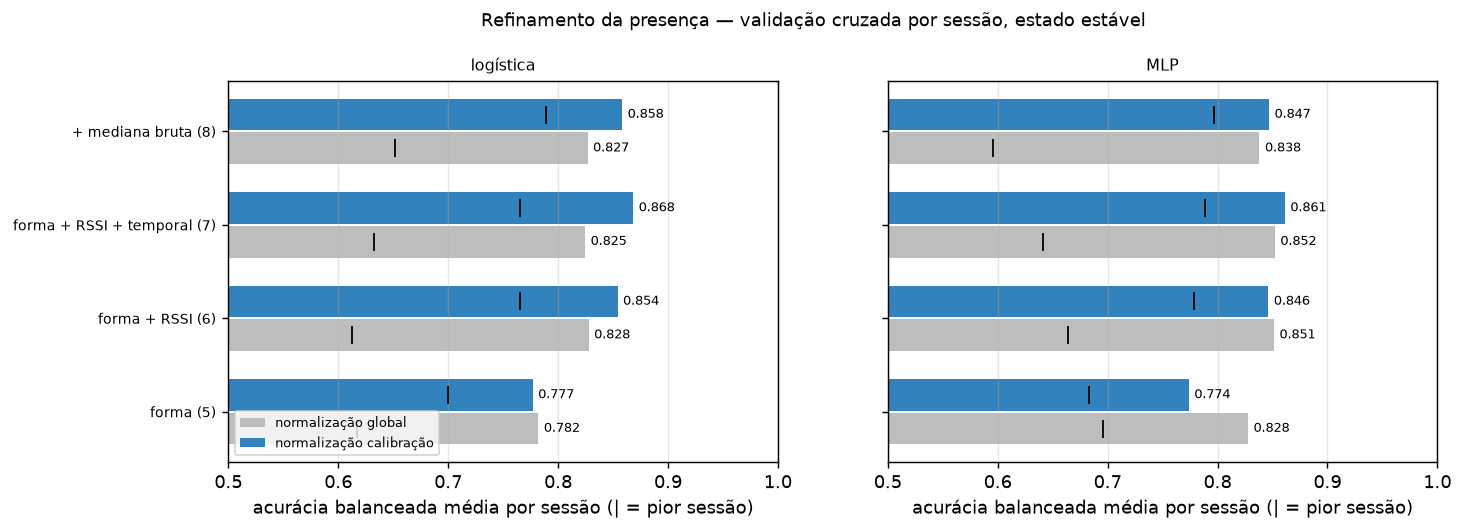 Refinamento da presença — validação cruzada por sessão, estado estável
logística
+ mediana bruta (8)
forma + RSSI + temporal (7)
forma + RSSI (6)
forma (5)
0.858
0.827
0.868
0.825
0.854
0.828
0.777
0.782
normalização global
normalização calibração
0.5 0.6 0.7 0.8 0.9 1.0
acurácia balanceada média por sessão (| = pior sessão)
MLP
0.847
0.838
0.861
0.852
0.846
0.851
0.774
0.828
0.5 0.6 0.7 0.8 0.9 1.0
acurácia balanceada média por sessão (| = pior sessão)